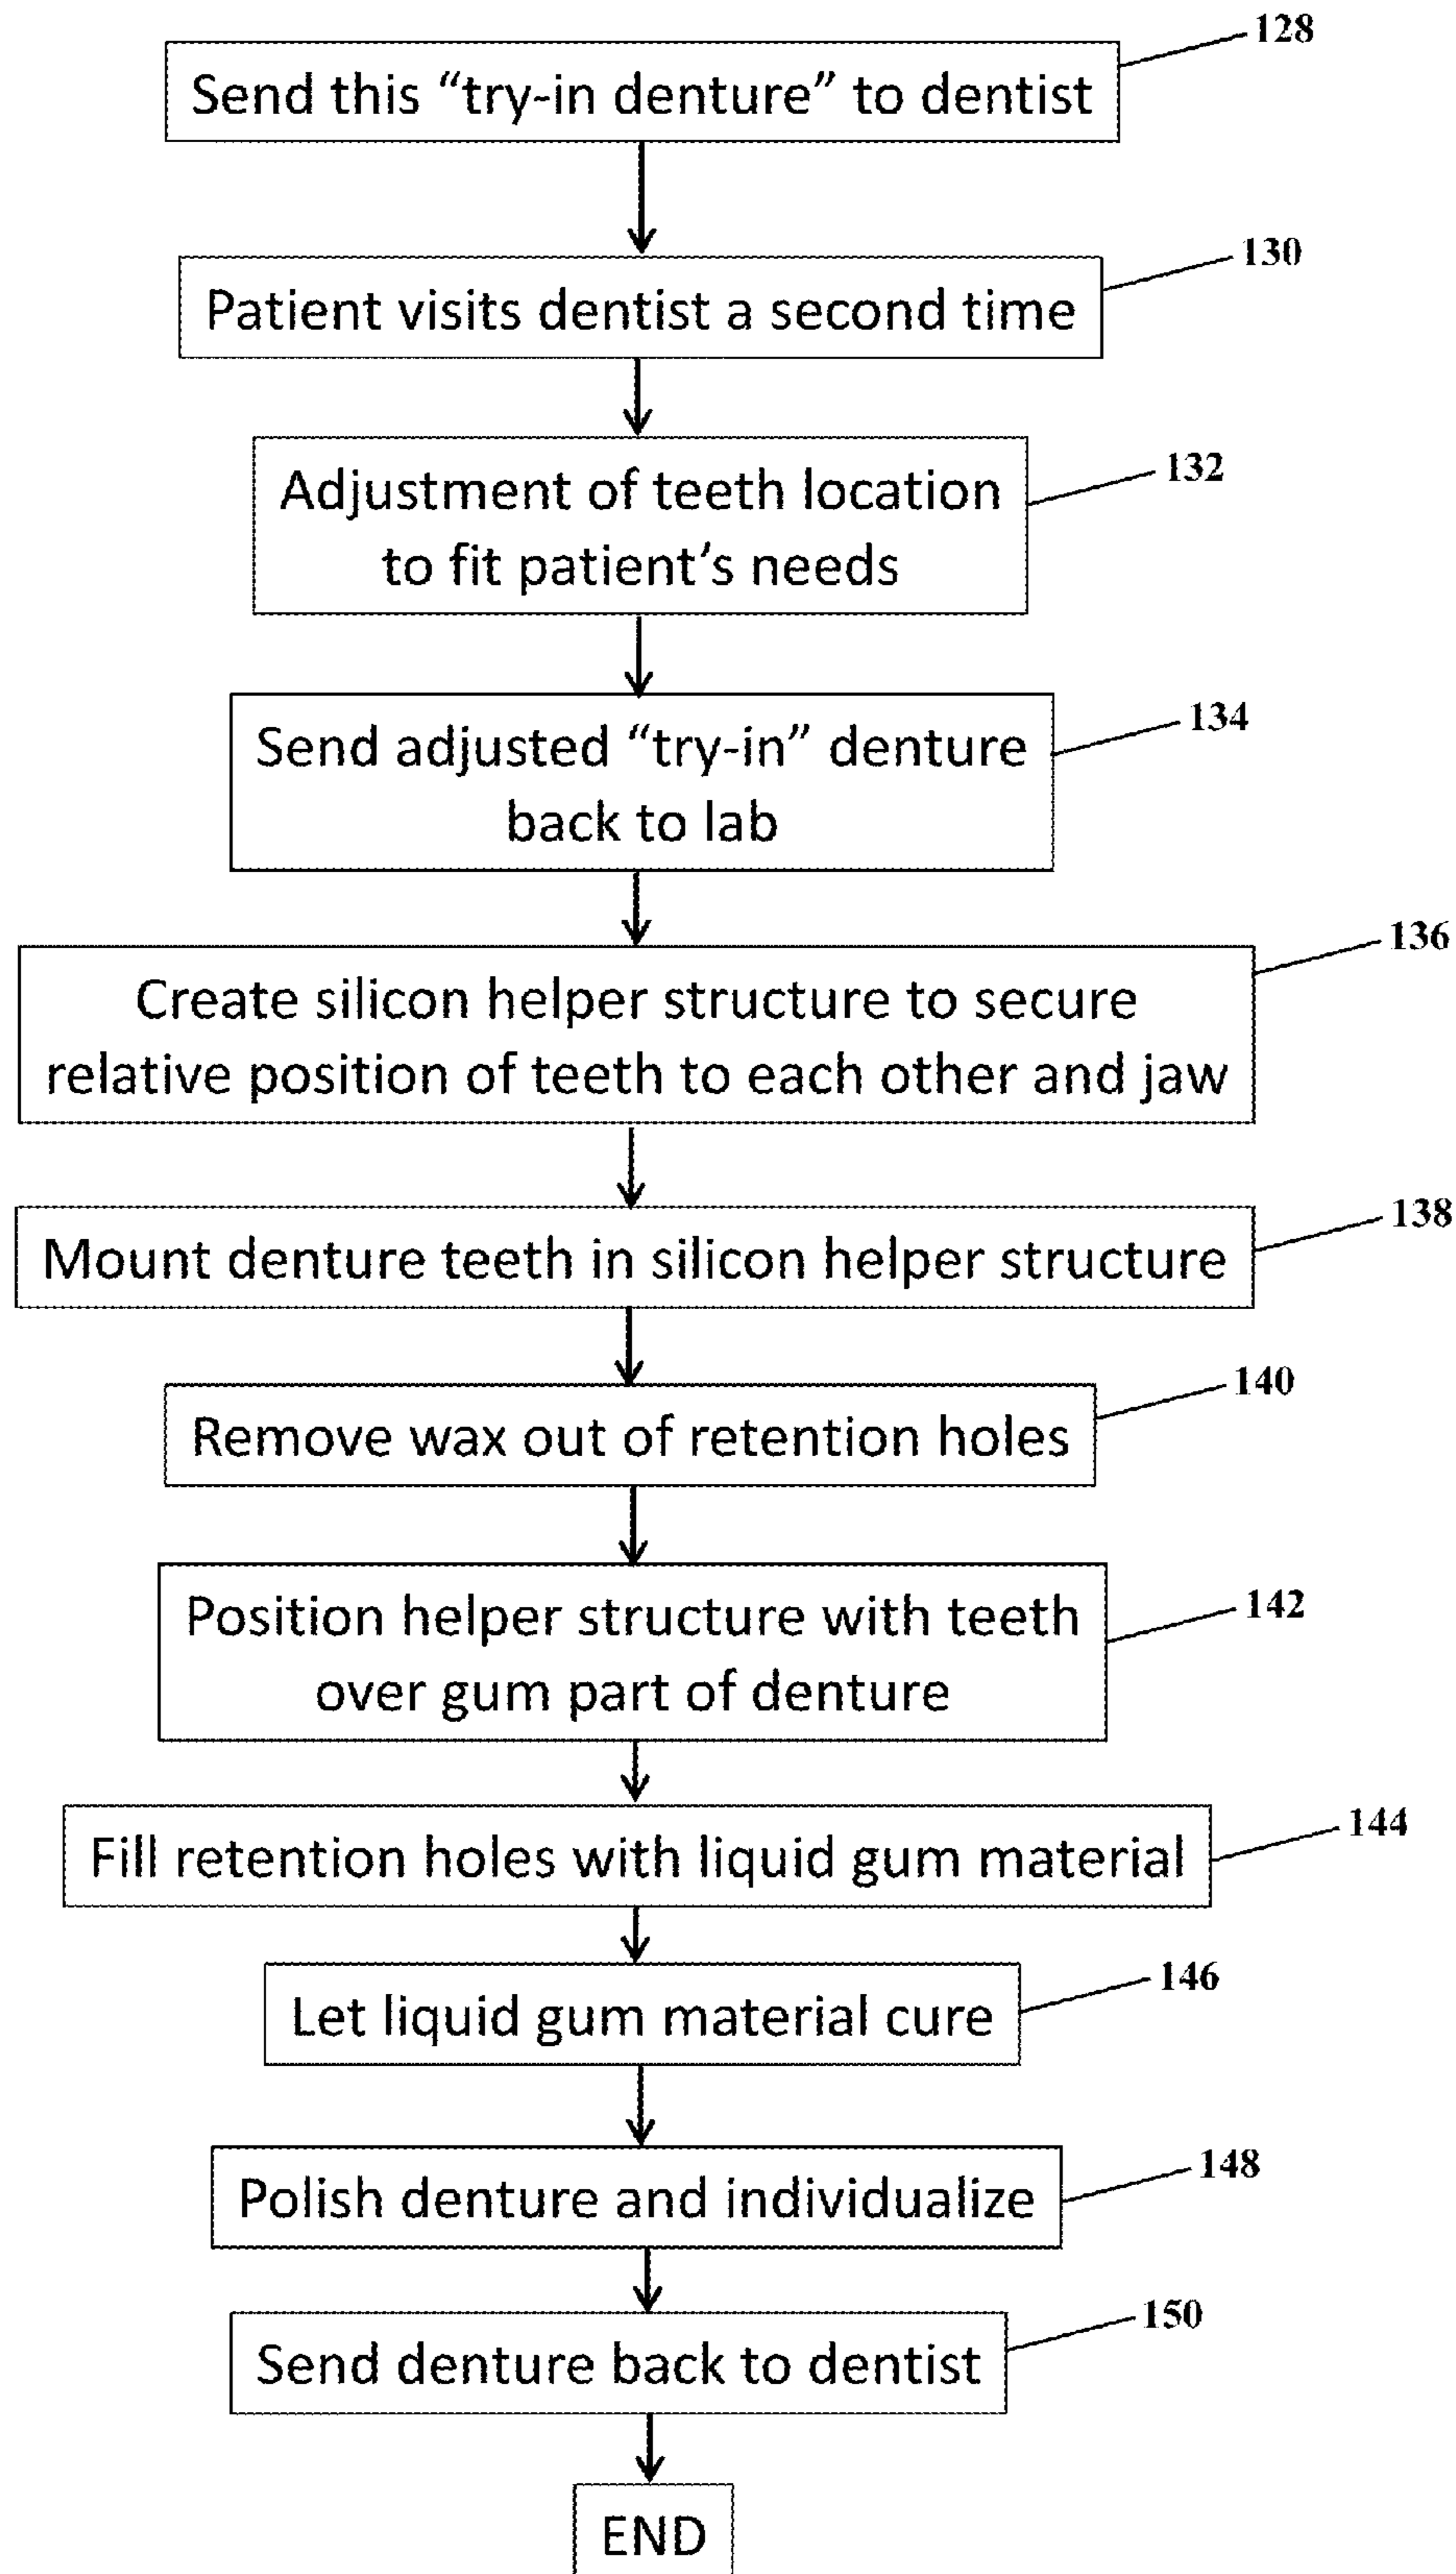 128
Send this “try-in denture” to dentist
130
Patient visits dentist a second time
132
Adjustment of teeth location
to fit patient’s needs
134
Send adjusted “try-in” denture
back to lab
136
Create silicon helper structure to secure
relative position of teeth to each other and jaw
138
Mount denture teeth in silicon helper structure
140
Remove wax out of retention holes
142
Position helper structure with teeth
over gum part of denture
144
Fill retention holes with liquid gum material
146
Let liquid gum material cure
148
Polish denture and individualize
150
Send denture back to dentist
END